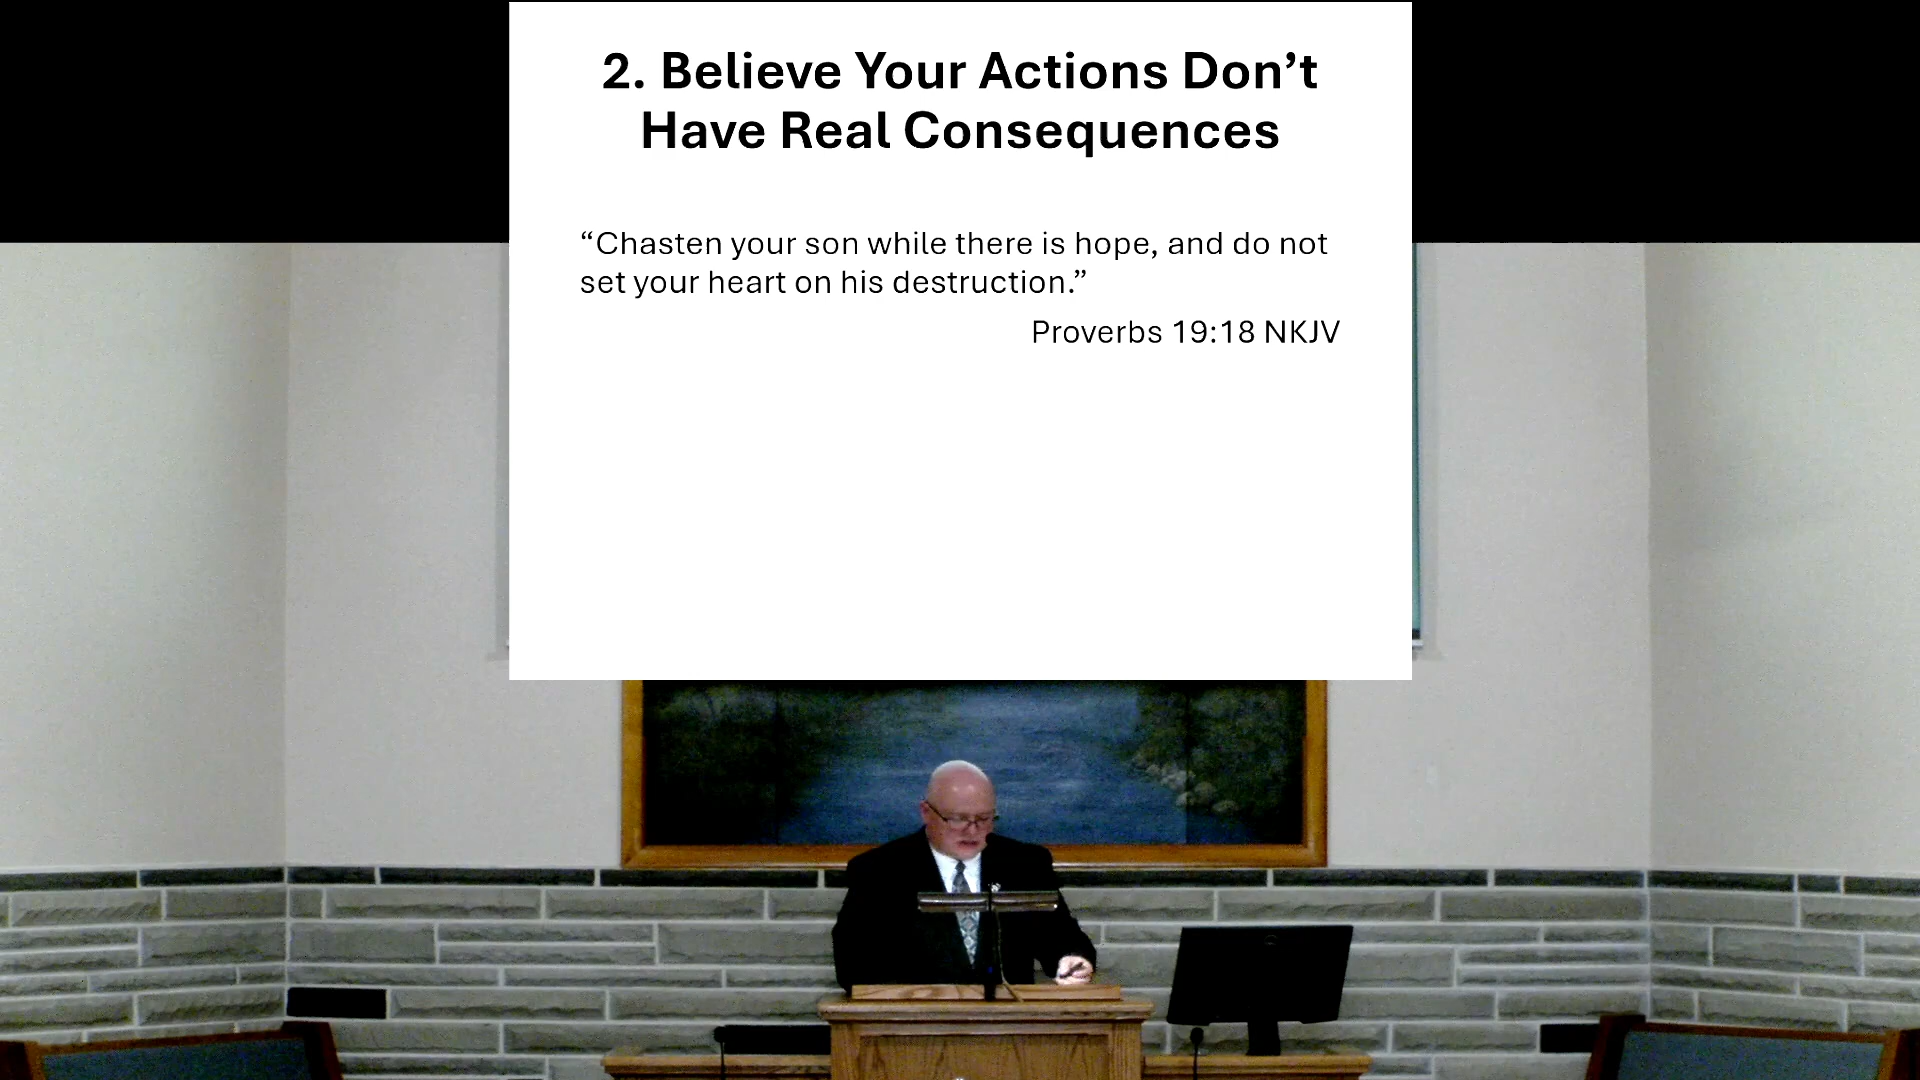 2. Believe Your Actions Don’t
Have Real Consequences
“Chasten your son while there is hope, and do not
set your heart on his destruction.”
Proverbs 19:18 NKJV